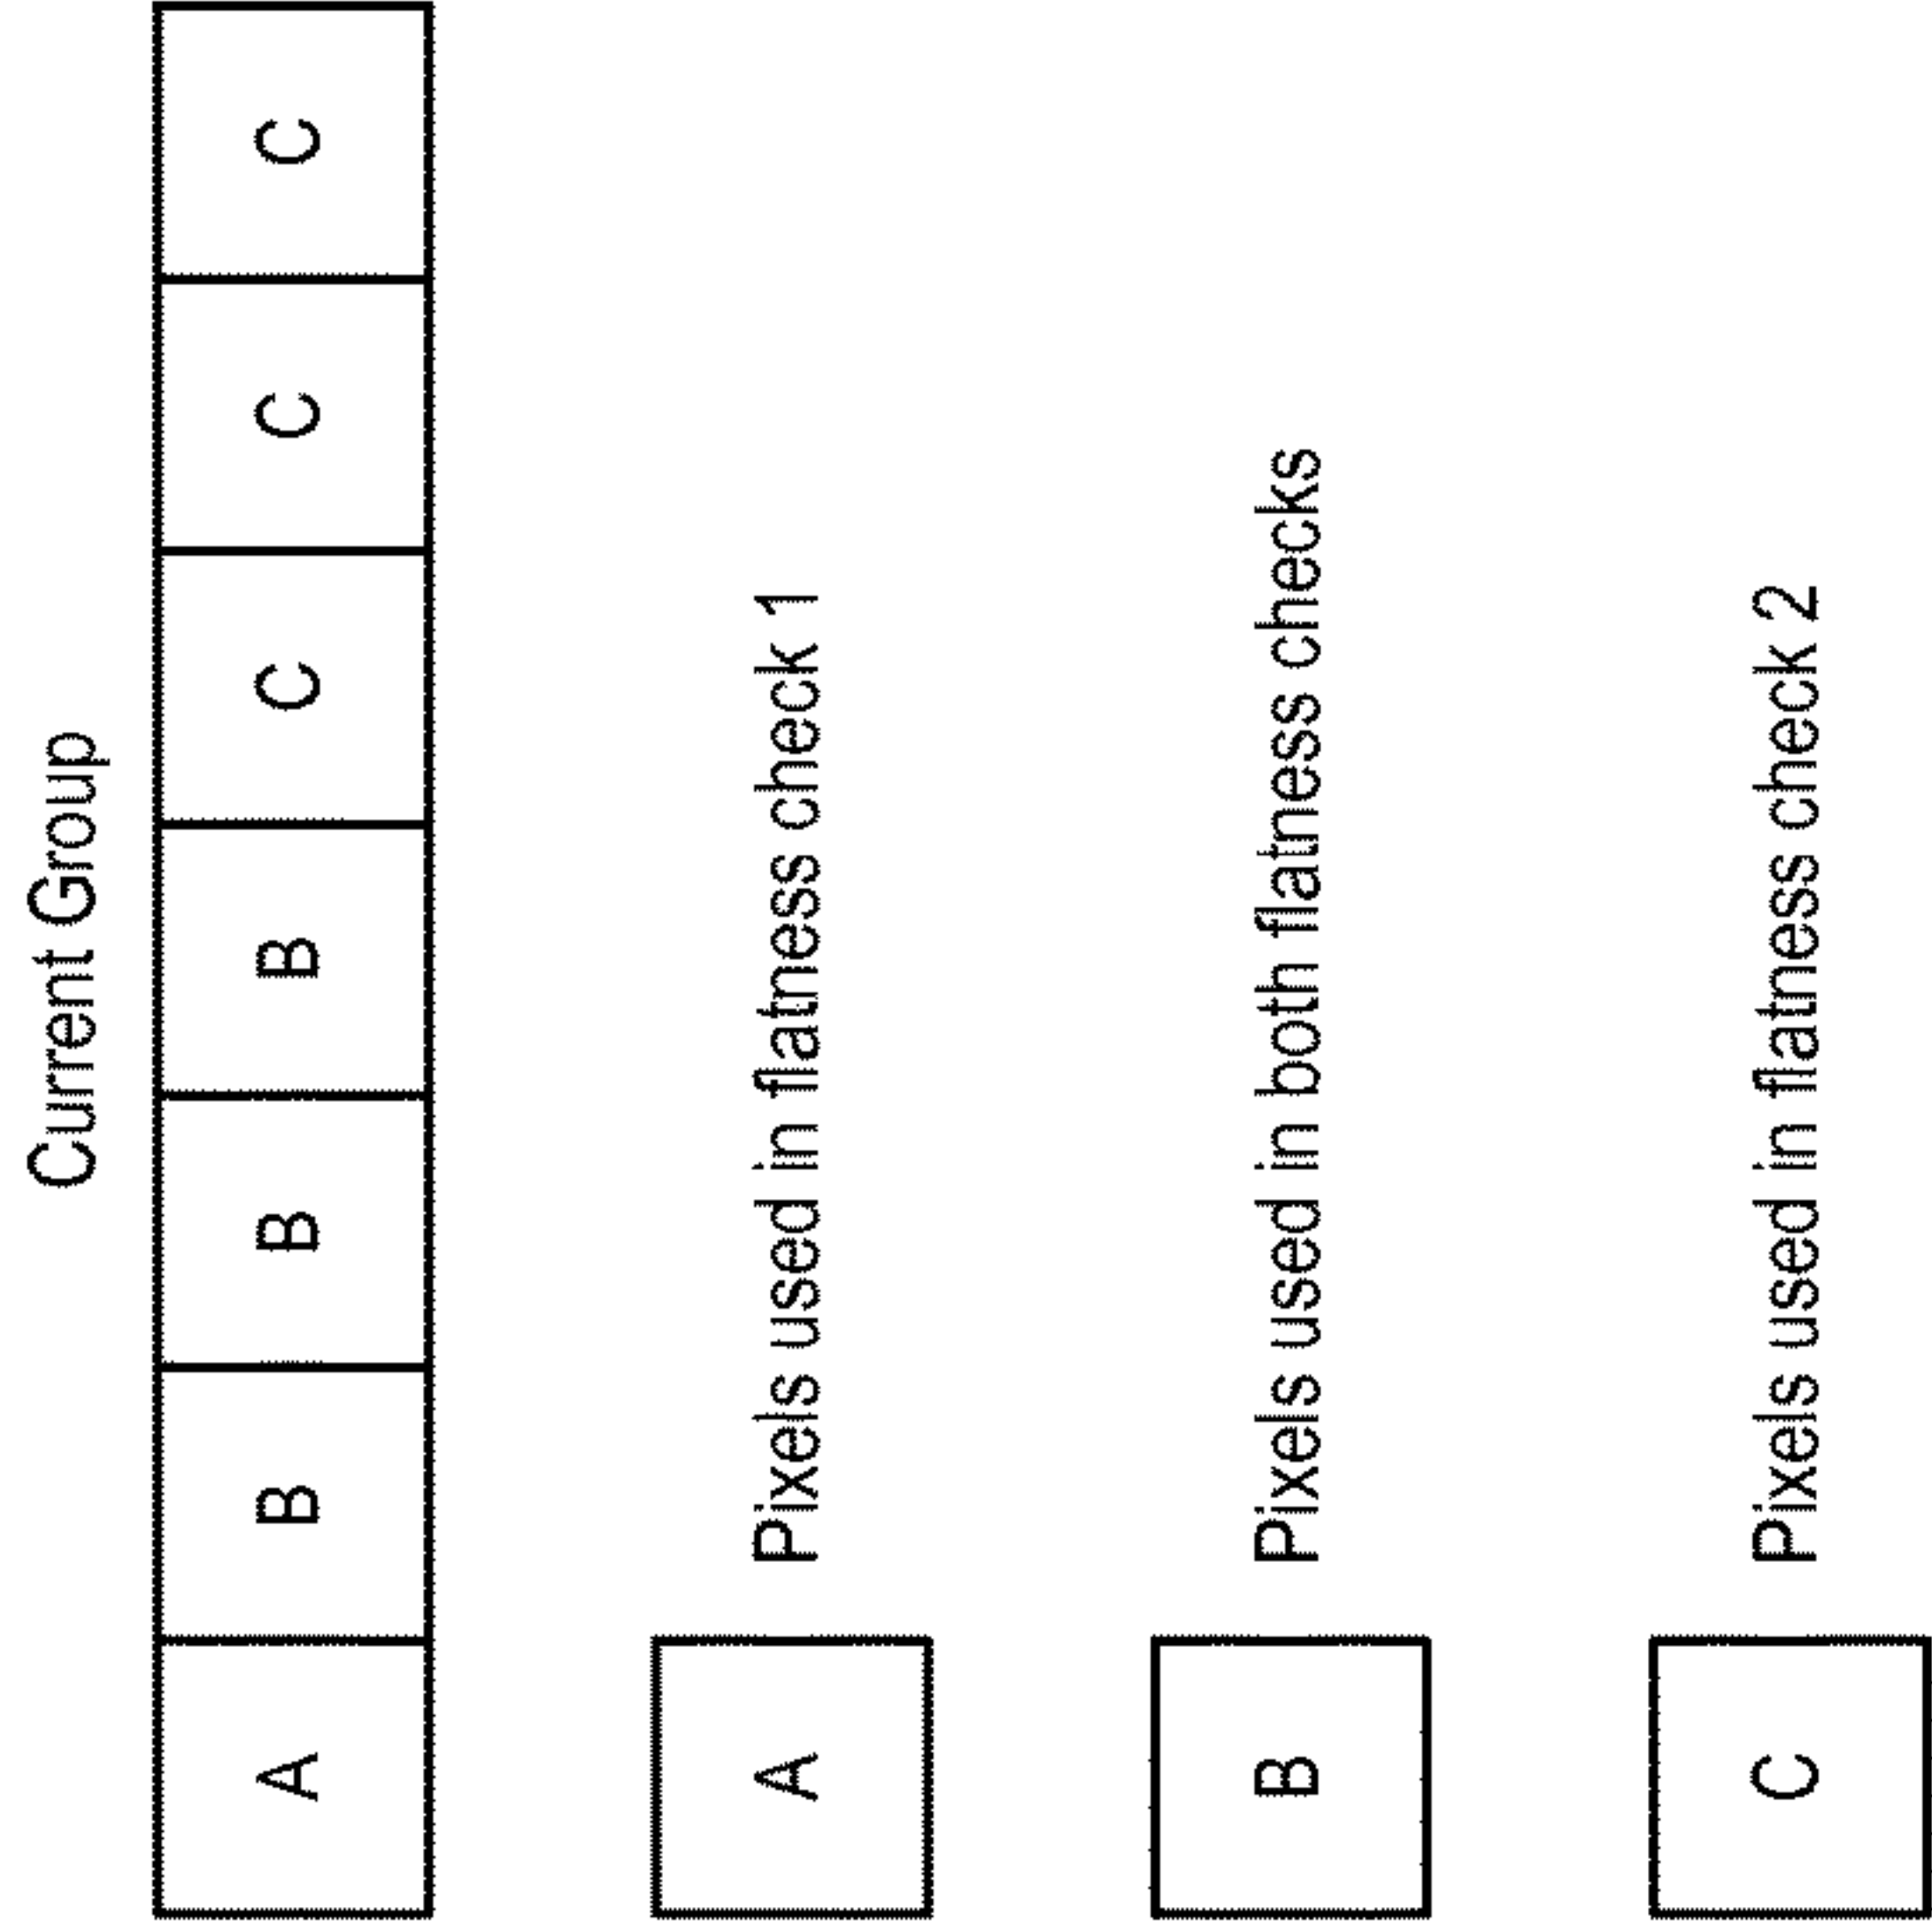 Current Group
A B B B C C C
A Pixels used in flatness check 1
B Pixels used in both flatness checks
C Pixels used in flatness check 2